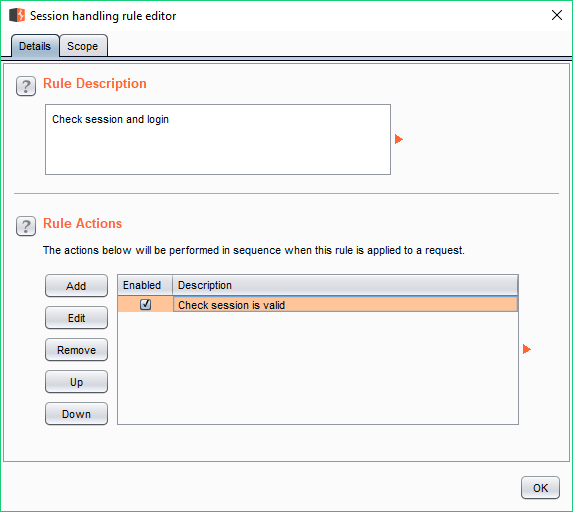 Session handling rule editor
Details Scope
? Rule Description
Check session and login
? Rule Actions
The actions below will be performed in sequence when this rule is applied to a request.
Add
Enabled Description
Check session is valid
Edit
Remove
Up
Down
OK